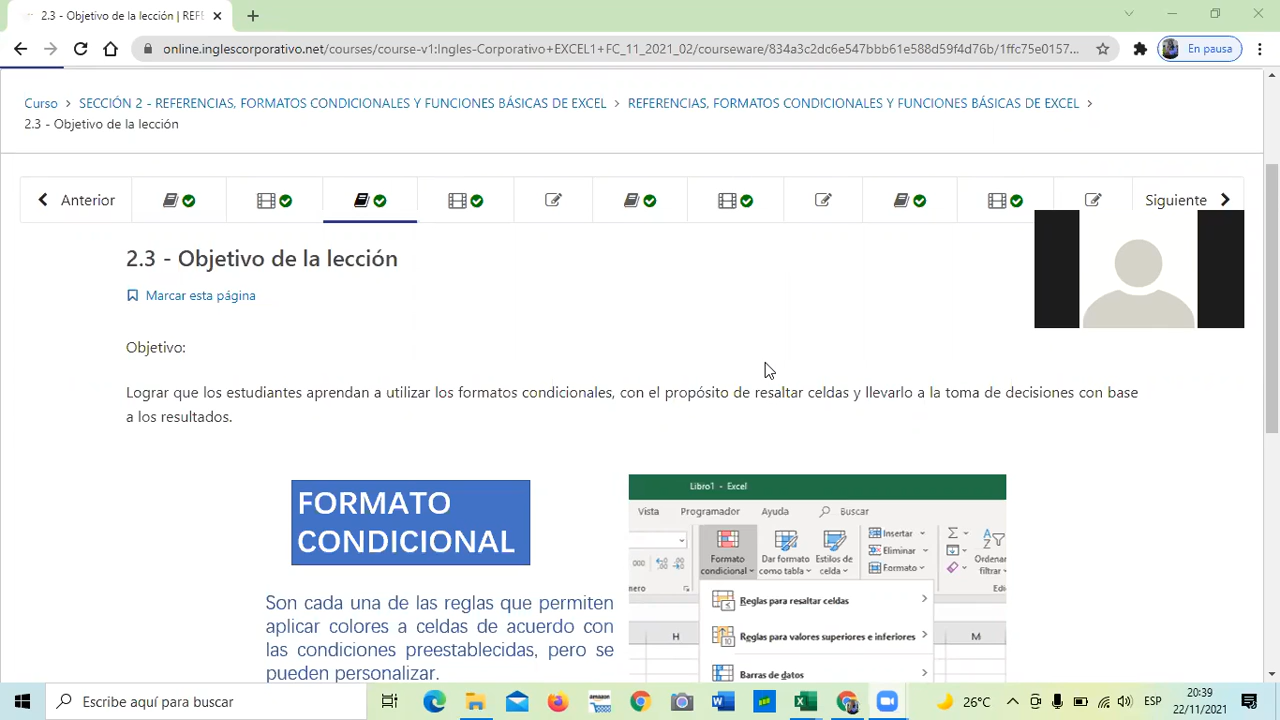 2.3 - Objetivo de la lección | REF
online.inglescorporativo.net/courses/course-v1:Ingles-Corporativo+EXCEL1+FC_11_2021_02/courseware/834a3c2dc6e547bbb61e588d59f4d76b/1ffc75e0157...
En pausa
Curso > SECCIÓN 2 - REFERENCIAS, FORMATOS CONDICIONALES Y FUNCIONES BÁSICAS DE EXCEL > REFERENCIAS, FORMATOS CONDICIONALES Y FUNCIONES BÁSICAS DE EXCEL >
2.3 - Objetivo de la lección
Anterior
Siguiente
2.3 - Objetivo de la lección
Marcar esta página
Objetivo:
Lograr que los estudiantes aprendan a utilizar los formatos condicionales, con el propósito de resaltar celdas y llevarlo a la toma de decisiones con base
a los resultados.
FORMATO
CONDICIONAL
Son cada una de las reglas que permiten
aplicar colores a celdas de acuerdo con
las condiciones preestablecidas, pero se
pueden personalizar.
Libro1 - Excel
Vista Programador Ayuda Buscar
Formato
condicional
Dar formato
como tabla
Estilos de
celda
Insertar
Eliminar
Formato
Ordenar
filtrar
000
mero
Edi
Reglas para resaltar celdas
H
Reglas para valores superiores e inferiores
M
Barras de datos
Escribe aquí para buscar
amazon
26°C
ESP
20:39
22/11/2021